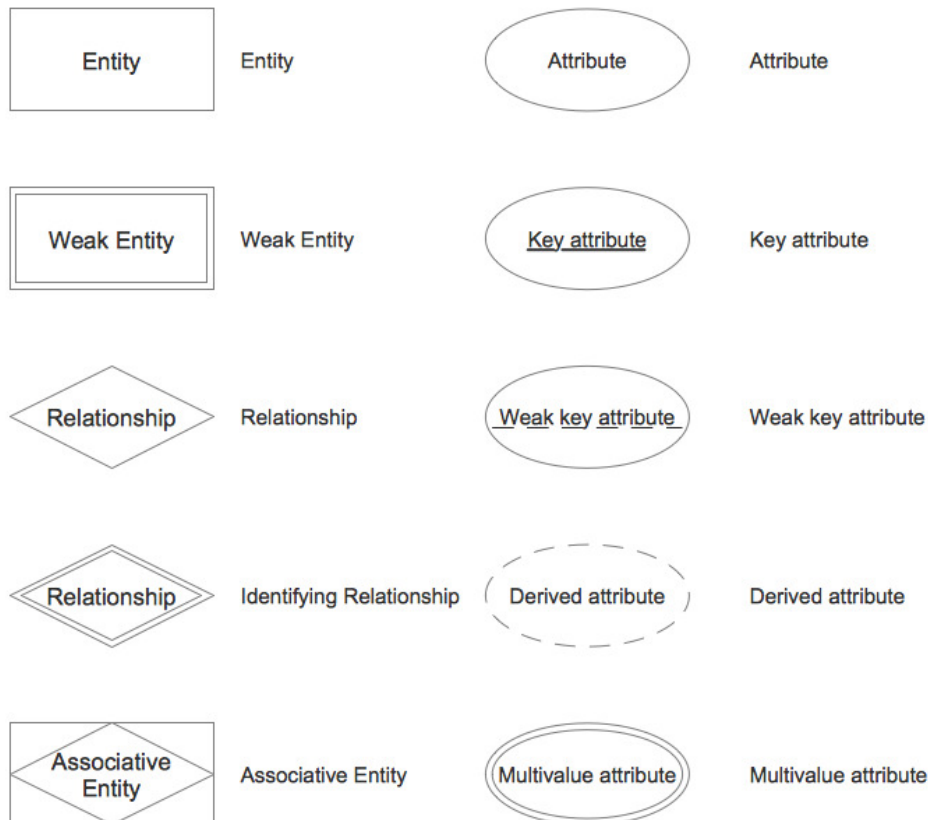 Entity
Entity
Attribute
Attribute
Weak Entity
Weak Entity
Key attribute
Key attribute
Relationship
Relationship
Weak key attribute
Weak key attribute
Relationship
Identifying Relationship
Derived attribute
Derived attribute
Associative
Entity
Associative Entity
Multivalue attribute
Multivalue attribute